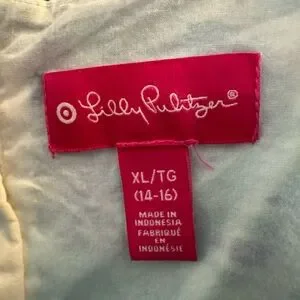 Lilly Pulitzer®
XL/TG
(14-16)
MADE IN
INDONESIA
FABRIQUÉ
EN
INDONÉSIE